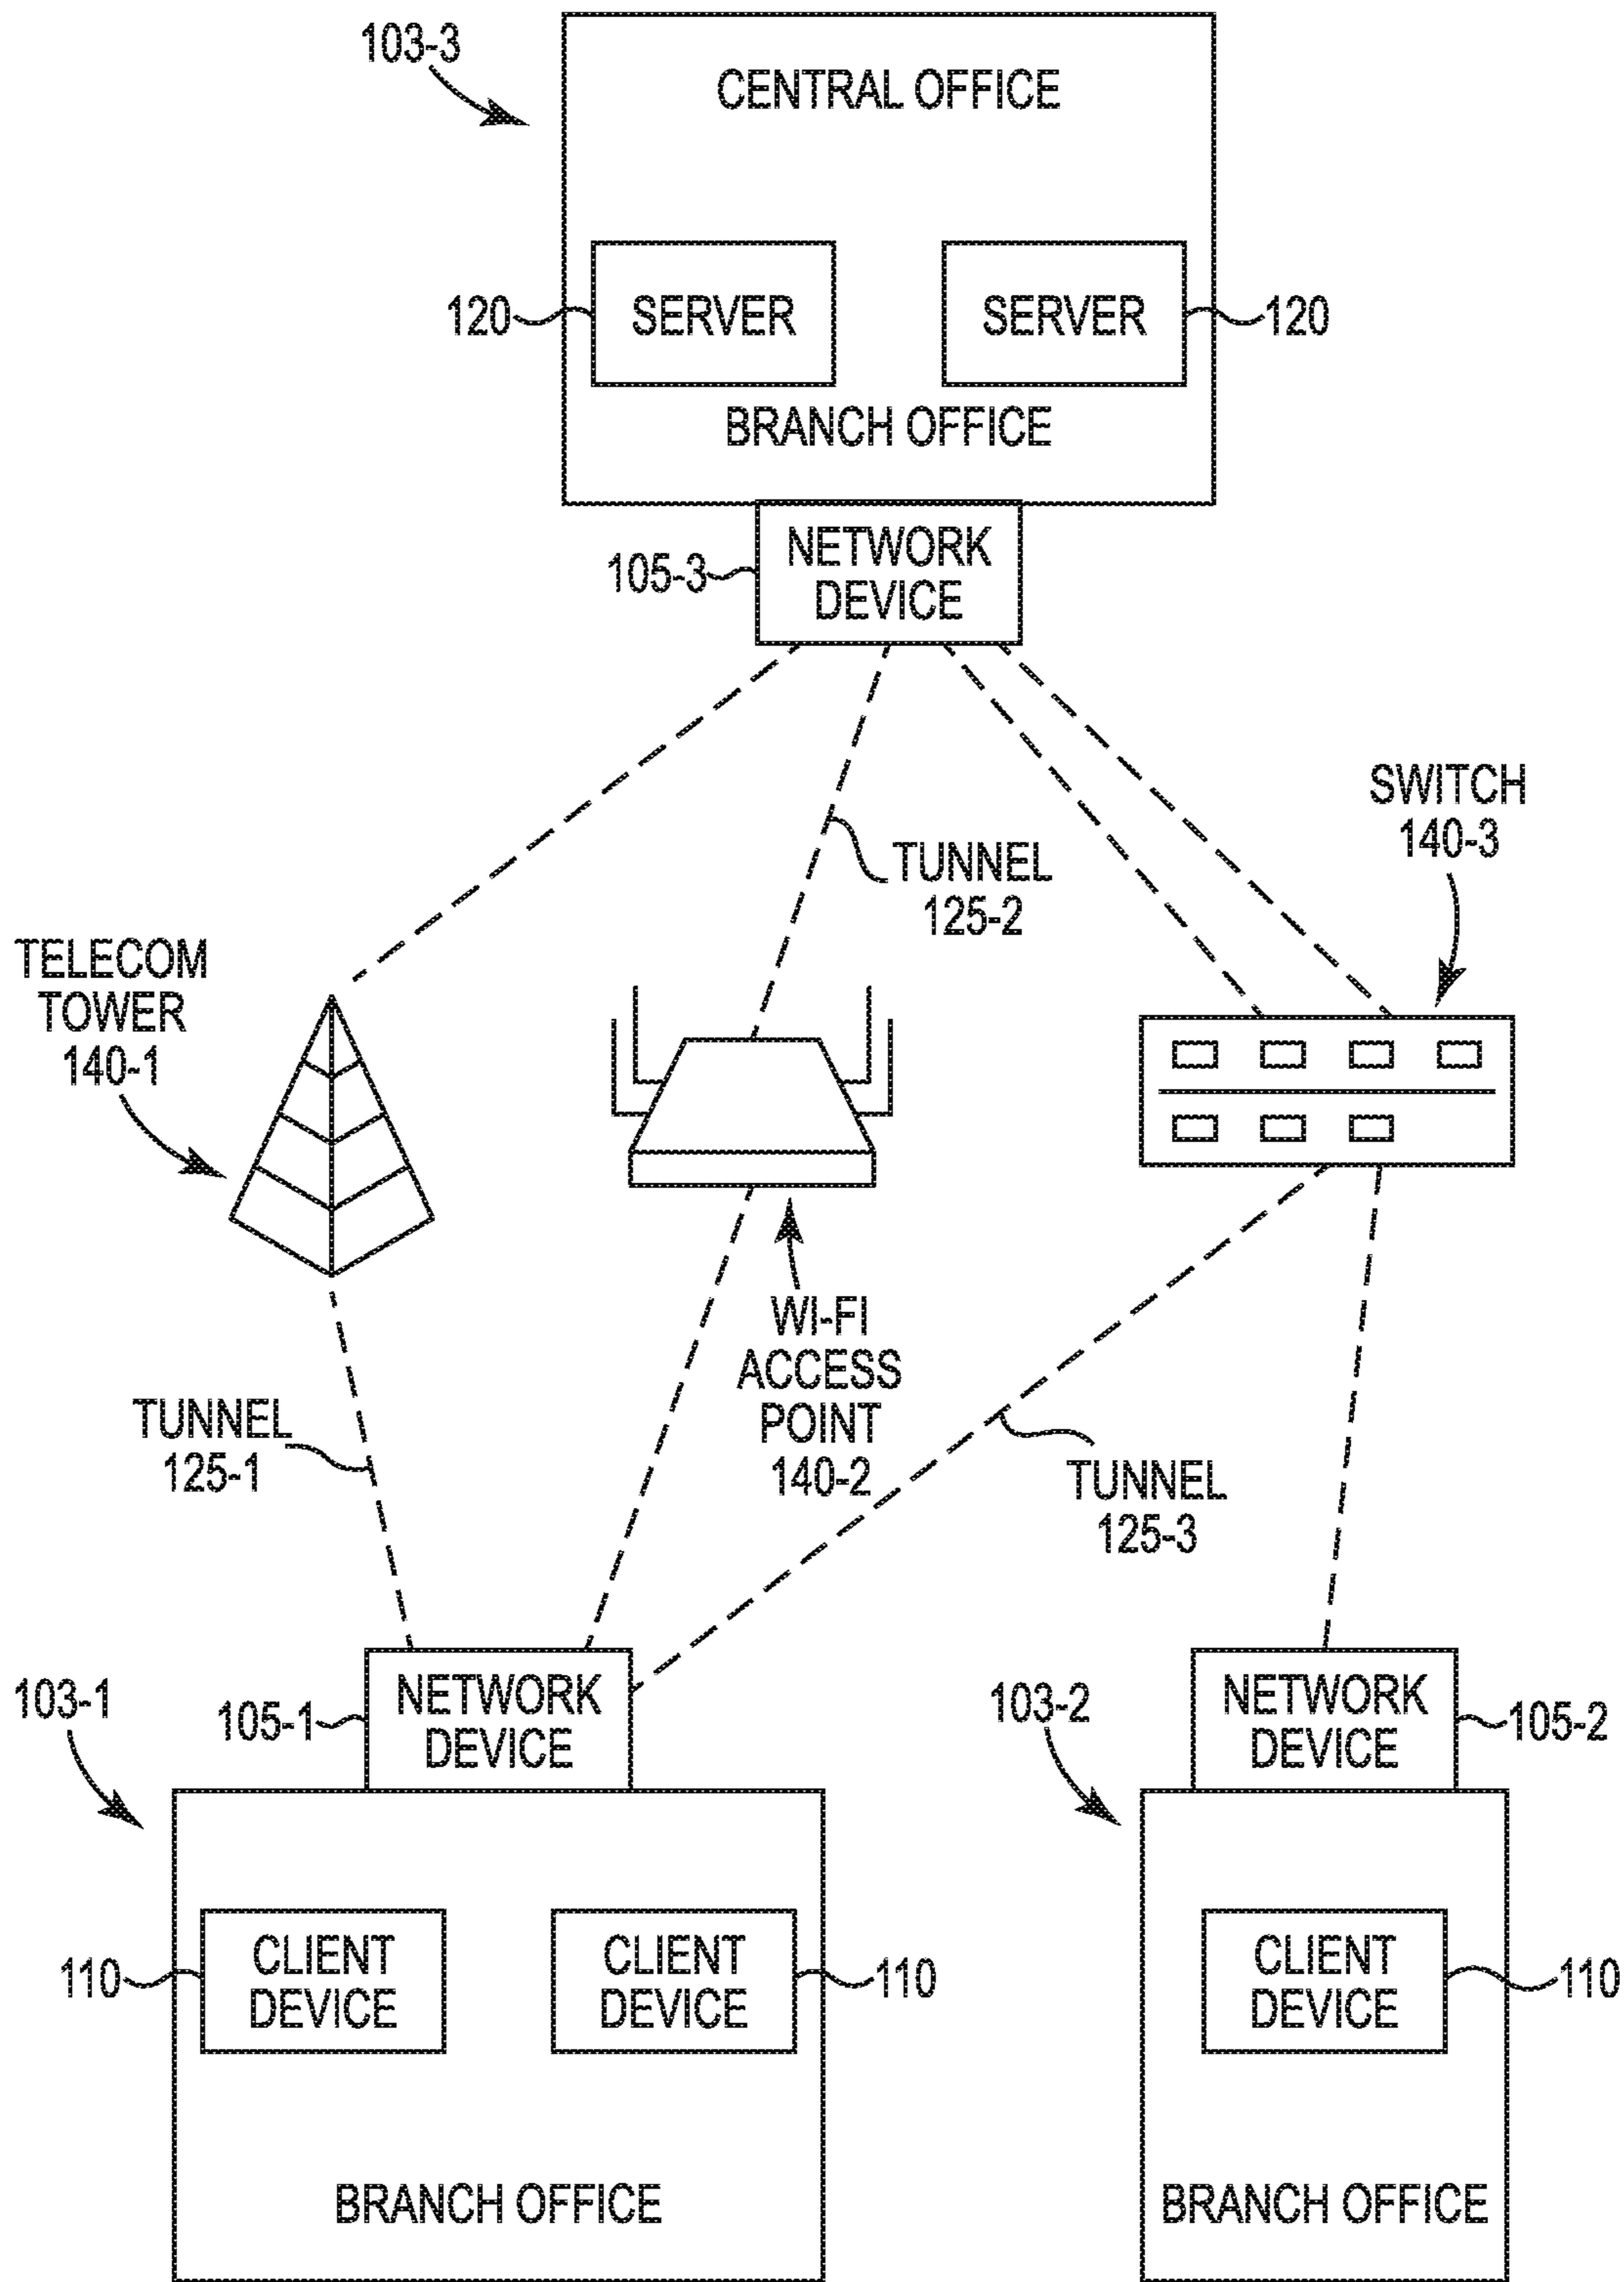 103-3
CENTRAL OFFICE
120
SERVER
SERVER
120
BRANCH OFFICE
105-3
NETWORK
DEVICE
SWITCH
140-3
TUNNEL
125-2
TELECOM
TOWER
140-1
WI-FI
ACCESS
POINT
140-2
TUNNEL
125-1
TUNNEL
125-3
103-1
105-1
NETWORK
DEVICE
103-2
NETWORK
DEVICE
105-2
110
CLIENT
DEVICE
CLIENT
DEVICE
110
CLIENT
DEVICE
110
BRANCH OFFICE
BRANCH OFFICE